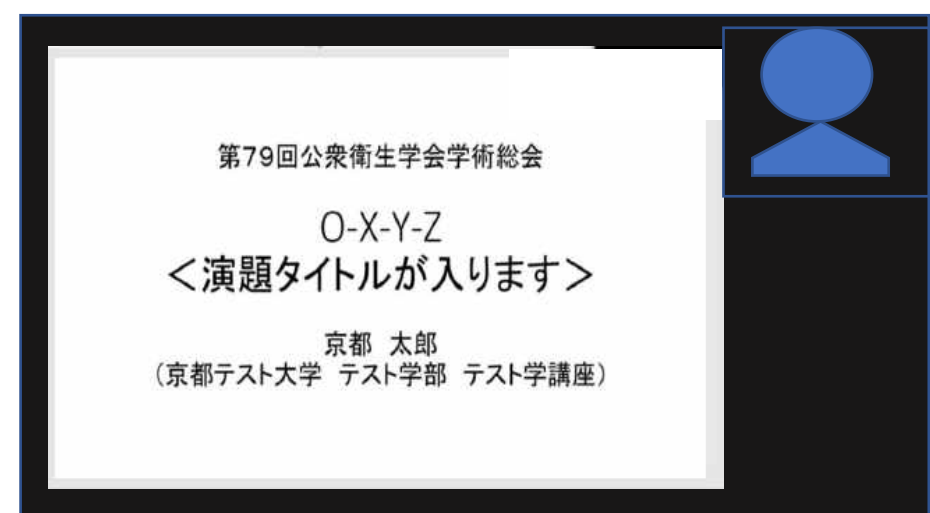 第79回公衆衛生学会学術総会
O-X-Y-Z
＜演題タイトルが入ります＞
京都　太郎
（京都テスト大学　テスト学部　テスト学講座）